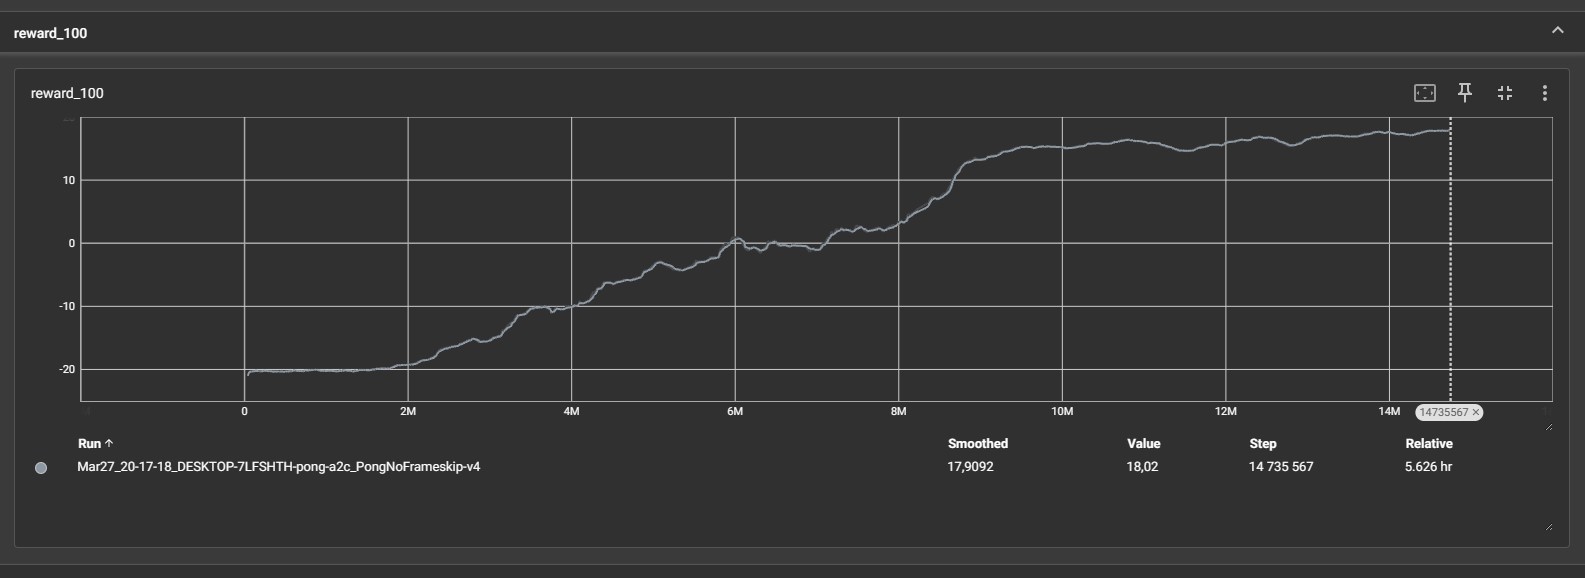 reward_100
reward_100
10
0
-10
-20
0 2M 4M 6M 8M 10M 12M 14M 14735567 ×
Run ↑ Smoothed Value Step Relative
Mar27_20-17-18_DESKTOP-7LFSHTH-pong-a2c_PongNoFrameskip-v4 17,9092 18,02 14 735 567 5.626 hr